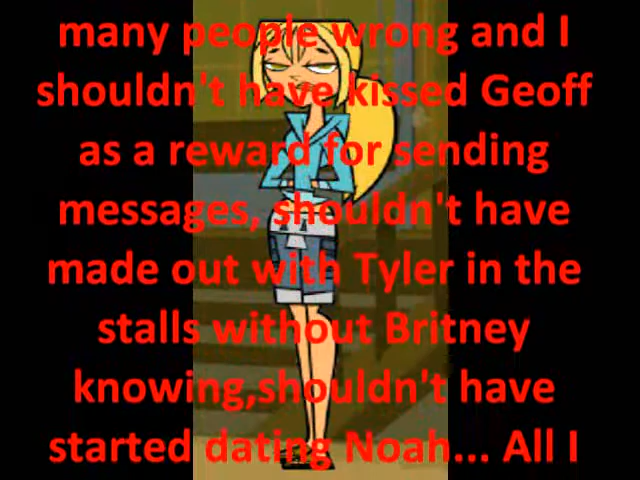 many people wrong and I
shouldn't have kissed Geoff
as a reward for sending
messages, shouldn't have
made out with Tyler in the
stalls without Britney
knowing,shouldn't have
started dating Noah... All I